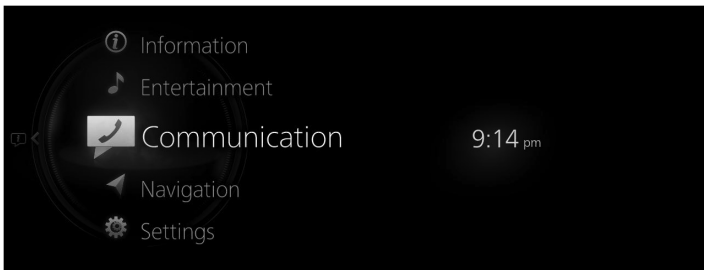 Information
Entertainment
Communication
9:14 pm
Navigation
Settings